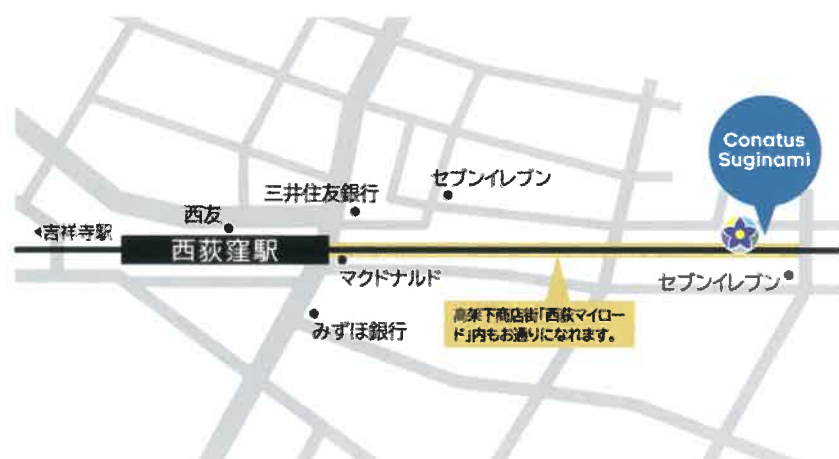 Conatus
Suginami
セブンイレブン
三井住友銀行
西友
◀吉祥寺駅
西荻窪駅
マクドナルド
セブンイレブン
みずほ銀行
高架下商店街「西荻マイロー
ド」内もお通りになれます。